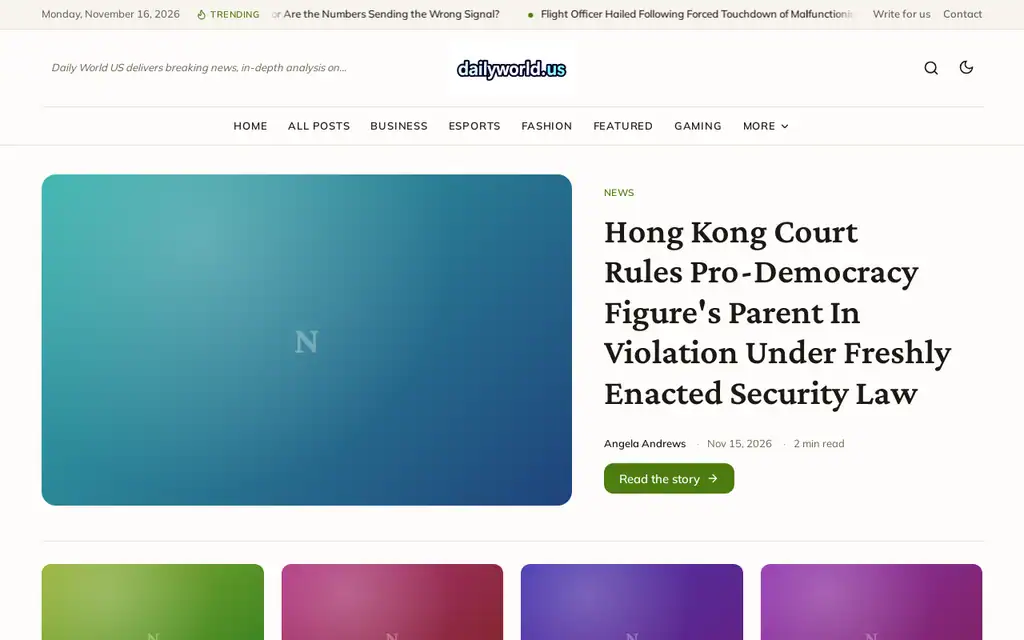 Monday, November 16, 2026
TRENDING
or Are the Numbers Sending the Wrong Signal?
Flight Officer Hailed Following Forced Touchdown of Malfunctionin
Write for us
Contact
Daily World US delivers breaking news, in-depth analysis on...
dailyworld.us
HOME
ALL POSTS
BUSINESS
ESPORTS
FASHION
FEATURED
GAMING
MORE
N
NEWS
Hong Kong Court
Rules Pro-Democracy
Figure's Parent In
Violation Under Freshly
Enacted Security Law
Angela Andrews · Nov 15, 2026 · 2 min read
Read the story →
N
N
N
N